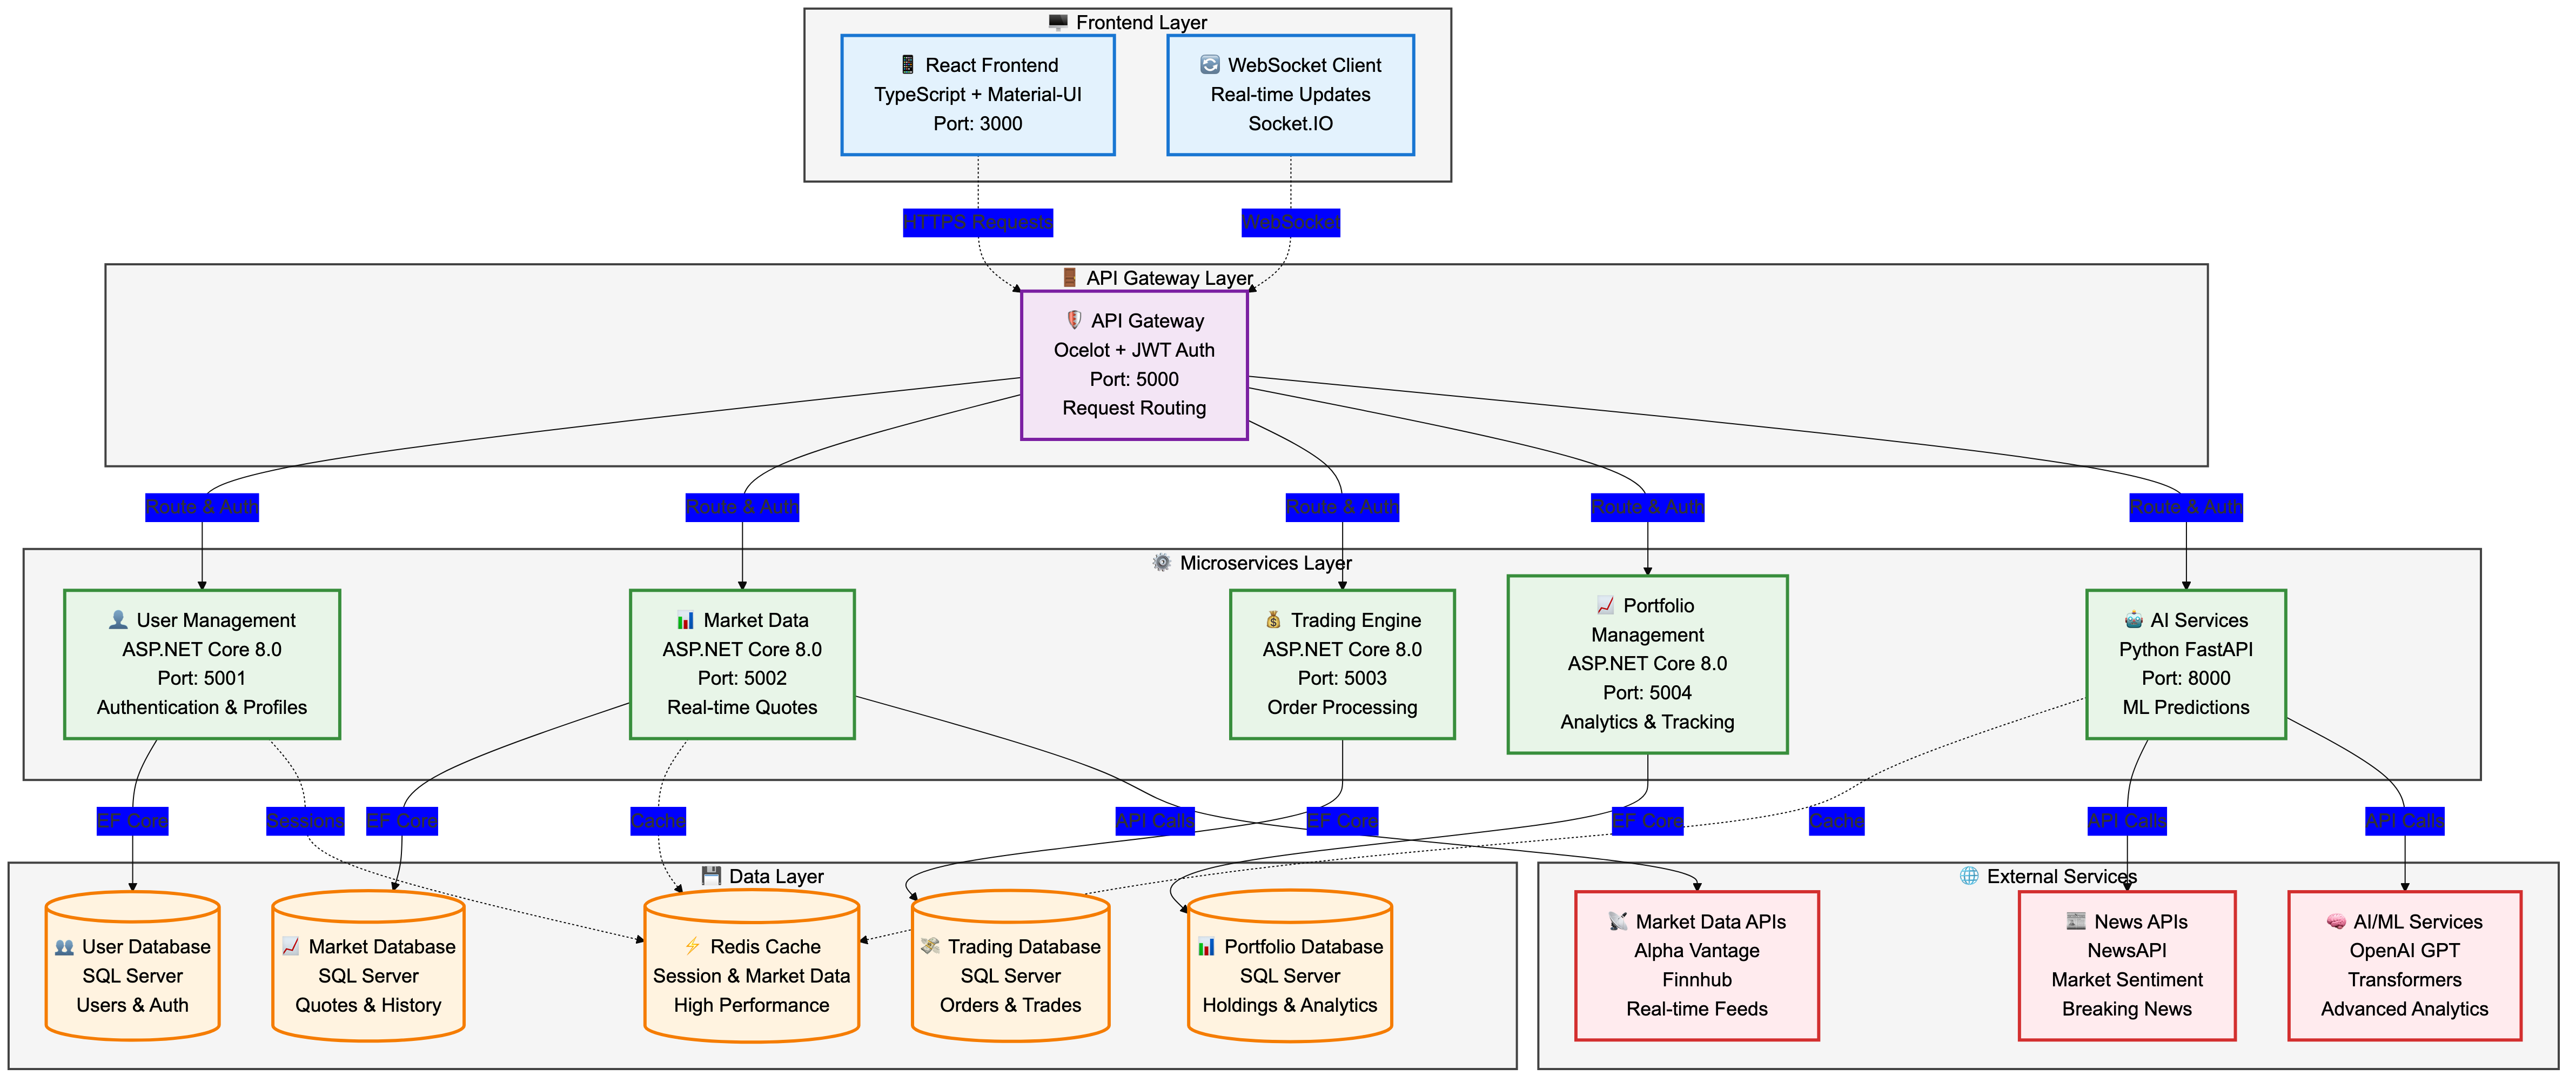 Frontend Layer
React Frontend
TypeScript + Material-UI
Port: 3000
WebSocket Client
Real-time Updates
Socket.IO
HTTPS Requests
WebSocket
API Gateway Layer
API Gateway
Ocelot + JWT Auth
Port: 5000
Request Routing
Route & Auth
Route & Auth
Route & Auth
Route & Auth
Route & Auth
Microservices Layer
User Management
ASP.NET Core 8.0
Port: 5001
Authentication & Profiles
Market Data
ASP.NET Core 8.0
Port: 5002
Real-time Quotes
Trading Engine
ASP.NET Core 8.0
Port: 5003
Order Processing
Portfolio
Management
ASP.NET Core 8.0
Port: 5004
Analytics & Tracking
AI Services
Python FastAPI
Port: 8000
ML Predictions
EF Core
Sessions
EF Core
Cache
API Calls
EF Core
EF Core
Cache
API Calls
API Calls
Data Layer
User Database
SQL Server
Users & Auth
Market Database
SQL Server
Quotes & History
Redis Cache
Session & Market Data
High Performance
Trading Database
SQL Server
Orders & Trades
Portfolio Database
SQL Server
Holdings & Analytics
External Services
Market Data APIs
Alpha Vantage
Finnhub
Real-time Feeds
News APIs
NewsAPI
Market Sentiment
Breaking News
AI/ML Services
OpenAI GPT
Transformers
Advanced Analytics